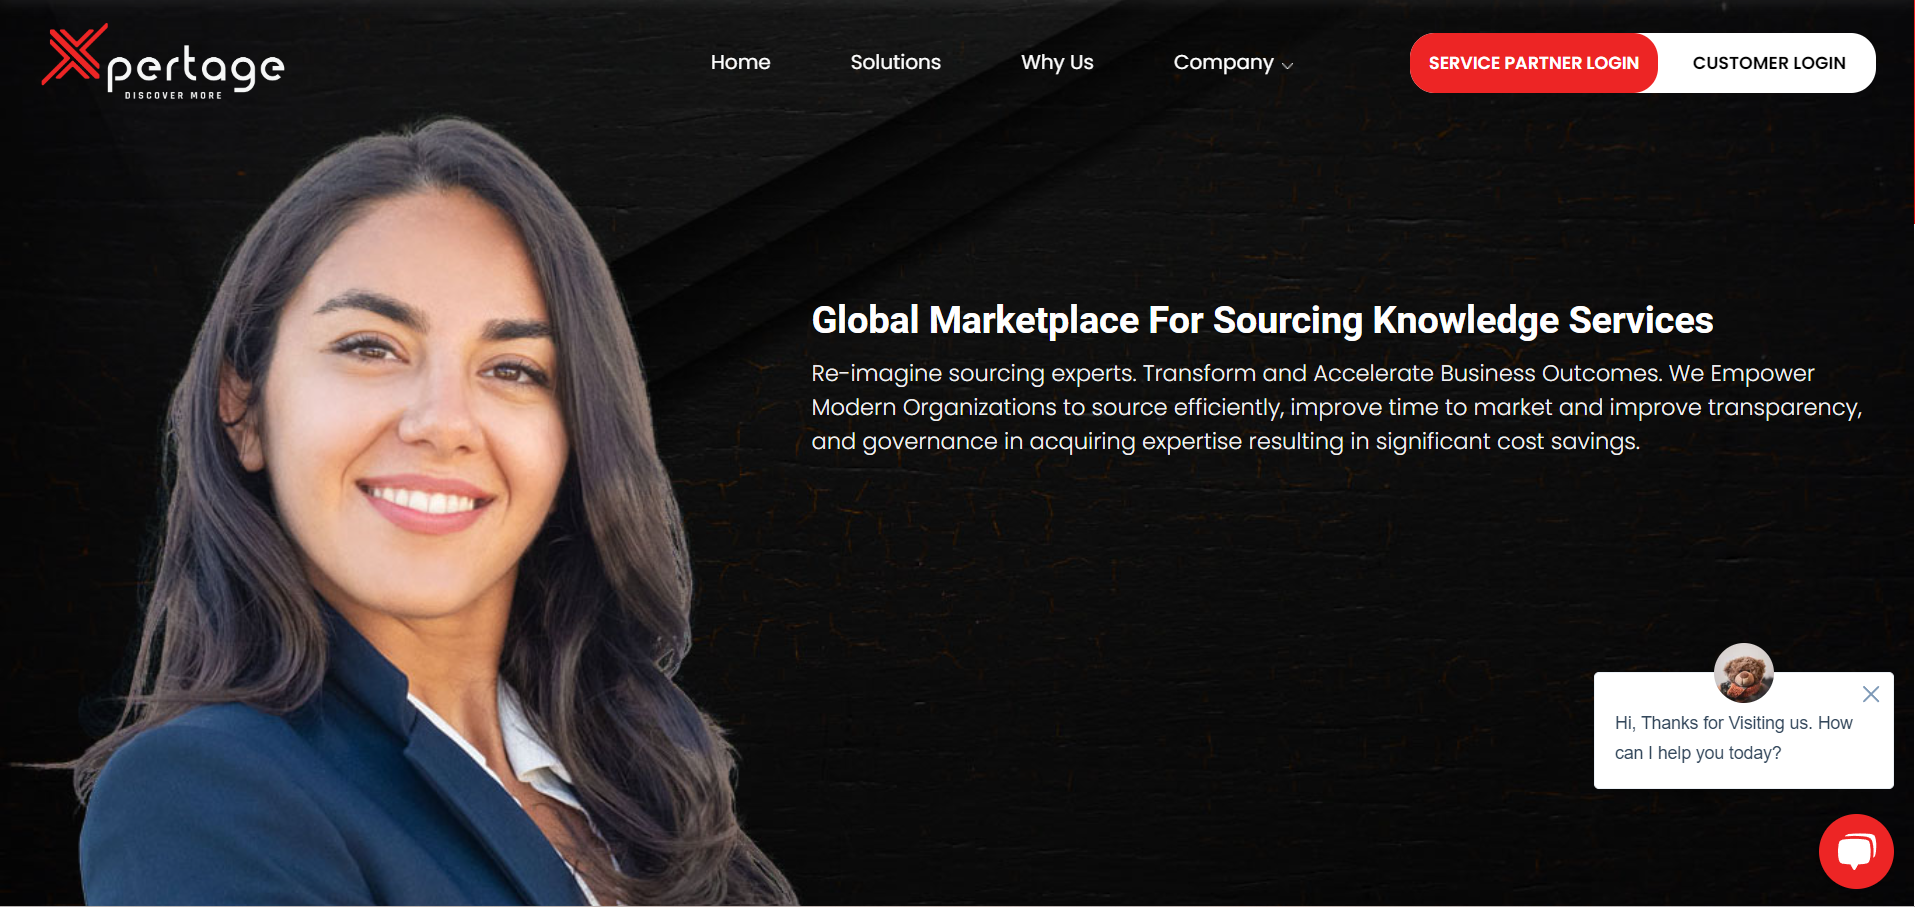 Xpertage
DISCOVER MORE
Home
Solutions
Why Us
Company
SERVICE PARTNER LOGIN
CUSTOMER LOGIN
Global Marketplace For Sourcing Knowledge Services
Re-imagine sourcing experts. Transform and Accelerate Business Outcomes. We Empower
Modern Organizations to source efficiently, improve time to market and improve transparency,
and governance in acquiring expertise resulting in significant cost savings.
Hi, Thanks for Visiting us. How
can I help you today?